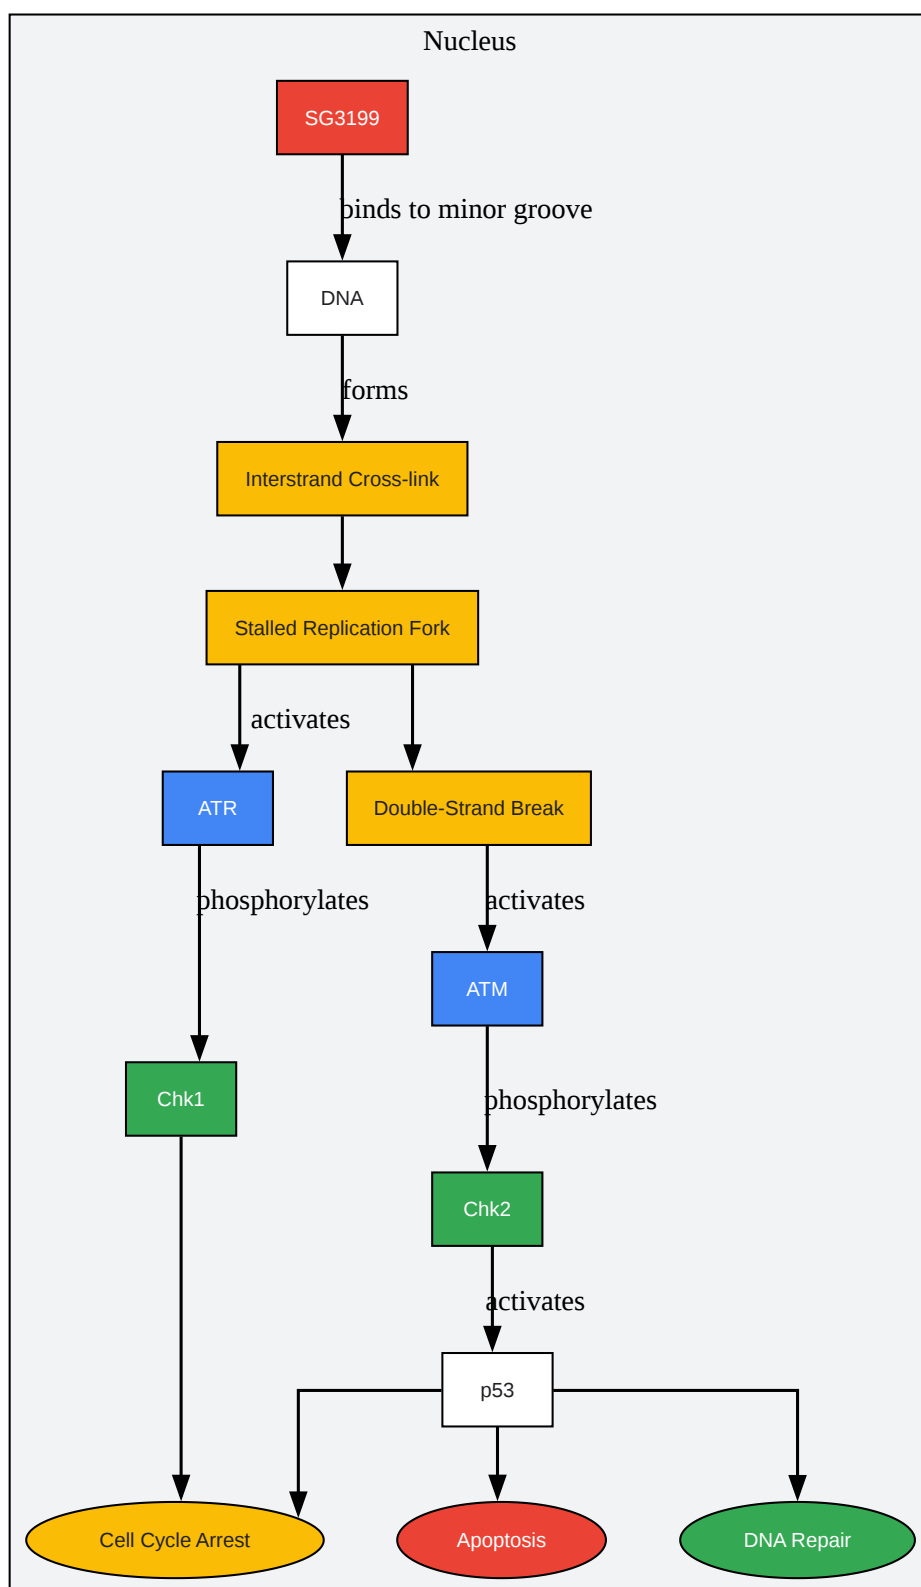 Nucleus
SG3199
binds to minor groove
DNA
forms
Interstrand Cross-link
Stalled Replication Fork
activates
ATR
Double-Strand Break
phosphorylates
activates
ATM
Chk1
phosphorylates
Chk2
activates
p53
Cell Cycle Arrest
Apoptosis
DNA Repair